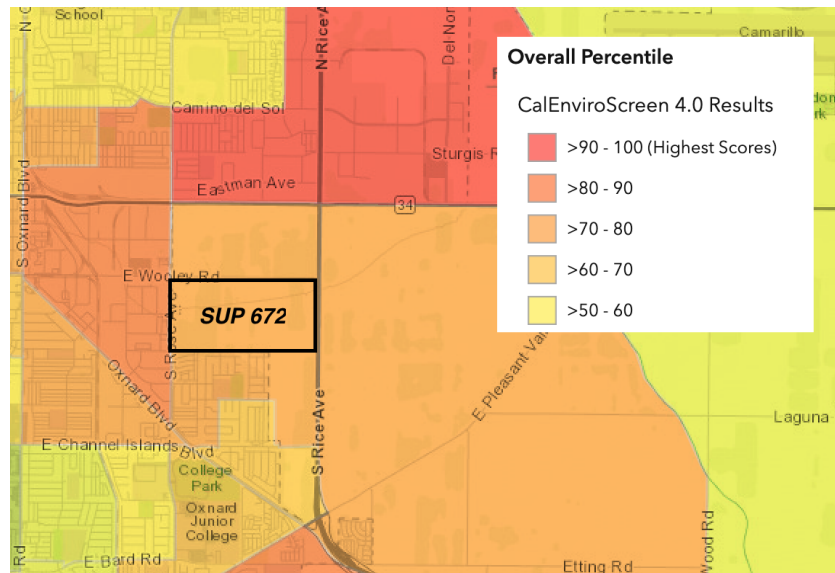 School
N Rice A
Del Nor
Camarillo
Overall Percentile
CalEnviroScreen 4.0 Results
>90 - 100 (Highest Scores)
>80 - 90
>70 - 80
>60 - 70
>50 - 60
Camino del Sol
Sturgis R
Eastman Ave
34
S Oxnard Blvd
E Wooley Rd
SUP 672
S Rose Ave
Oxnard Blvd
E Pleasant Val
S Rice Ave
Laguna
E Channel Islands Blvd
College
Park
Oxnard
Junior
College
Rd
E Bard Rd
Etting Rd
Wood Rd